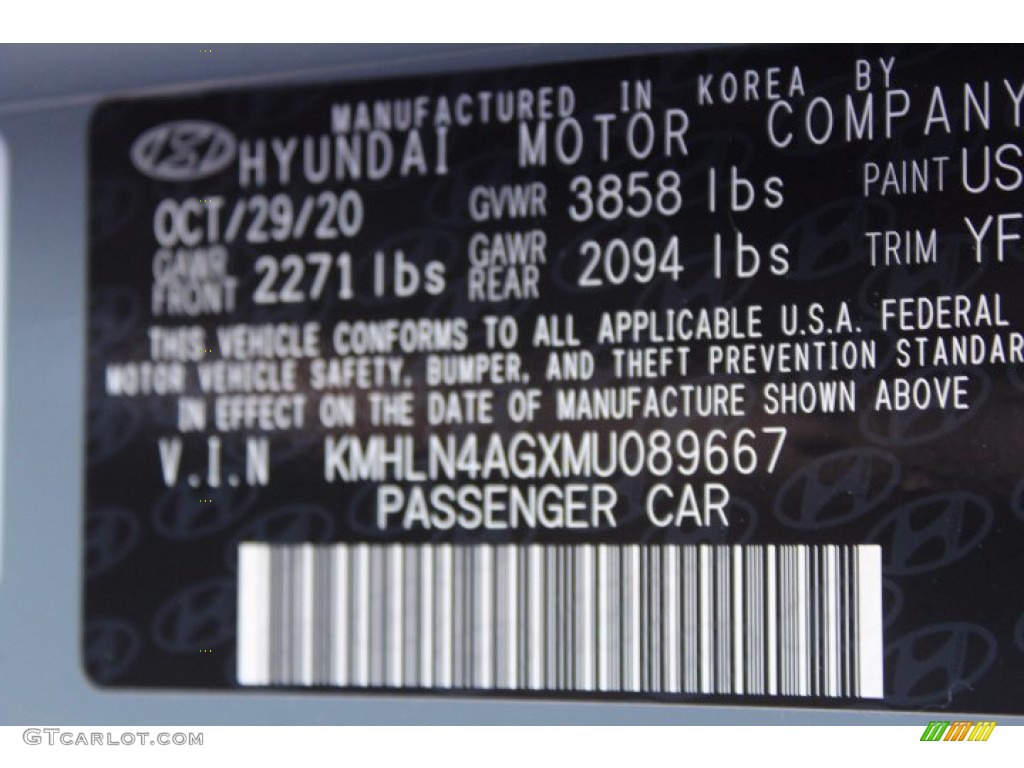 MANUFACTURED IN KOREA BY
HYUNDAI MOTOR COMPANY
OCT/29/20 GVWR 3858 lbs PAINT US
GAWR FRONT 2271 lbs GAWR REAR 2094 lbs TRIM YF
THIS VEHICLE CONFORMS TO ALL APPLICABLE U.S.A. FEDERAL
MOTOR VEHICLE SAFETY, BUMPER, AND THEFT PREVENTION STANDAR
IN EFFECT ON THE DATE OF MANUFACTURE SHOWN ABOVE
V.I.N KMHLN4AGXMU089667
PASSENGER CAR
GTCarLot.com